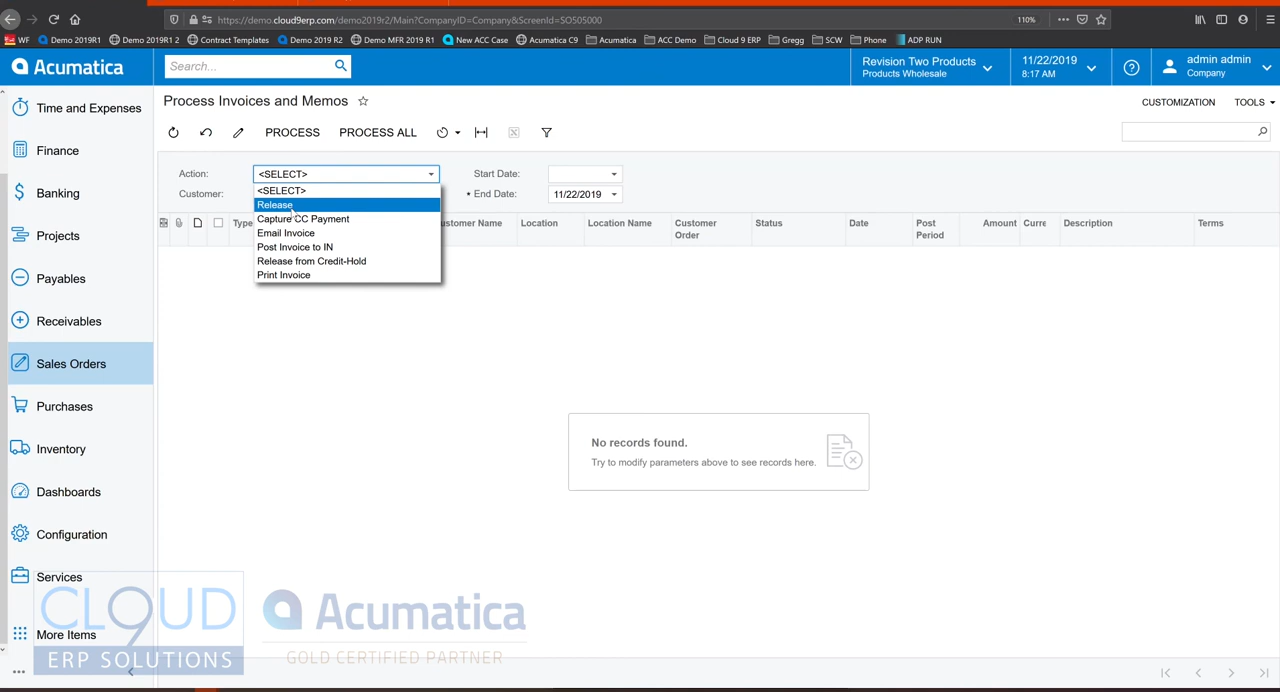 https://demo.cloud9erp.com/demo2019r2/Main?CompanyID=Company&ScreenId=SO505000
110%
WF Demo 2019R1 Demo 2019R1 2 Contract Templates Demo 2019 R2 Demo MFR 2019 R1 New ACC Case Acumatica C9 Acumatica ACC Demo Cloud 9 ERP Gregg SCW Phone ADP RUN
Acumatica
Search...
Revision Two Products
Products Wholesale
11/22/2019
8:17 AM
admin admin
Company
Time and Expenses
Finance
Banking
Projects
Payables
Receivables
Sales Orders
Purchases
Inventory
Dashboards
Configuration
Services
More Items
Process Invoices and Memos
CUSTOMIZATION TOOLS
PROCESS PROCESS ALL
Action: <SELECT> Start Date:
Customer: End Date: 11/22/2019
<SELECT>
Release
Capture CC Payment
Email Invoice
Post Invoice to IN
Release from Credit-Hold
Print Invoice
Type ustomer Name Location Location Name Customer Order Status Date Post Period Amount Curre Description Terms
No records found.
Try to modify parameters above to see records here.
CLOUD
ERP SOLUTIONS
Acumatica
GOLD CERTIFIED PARTNER